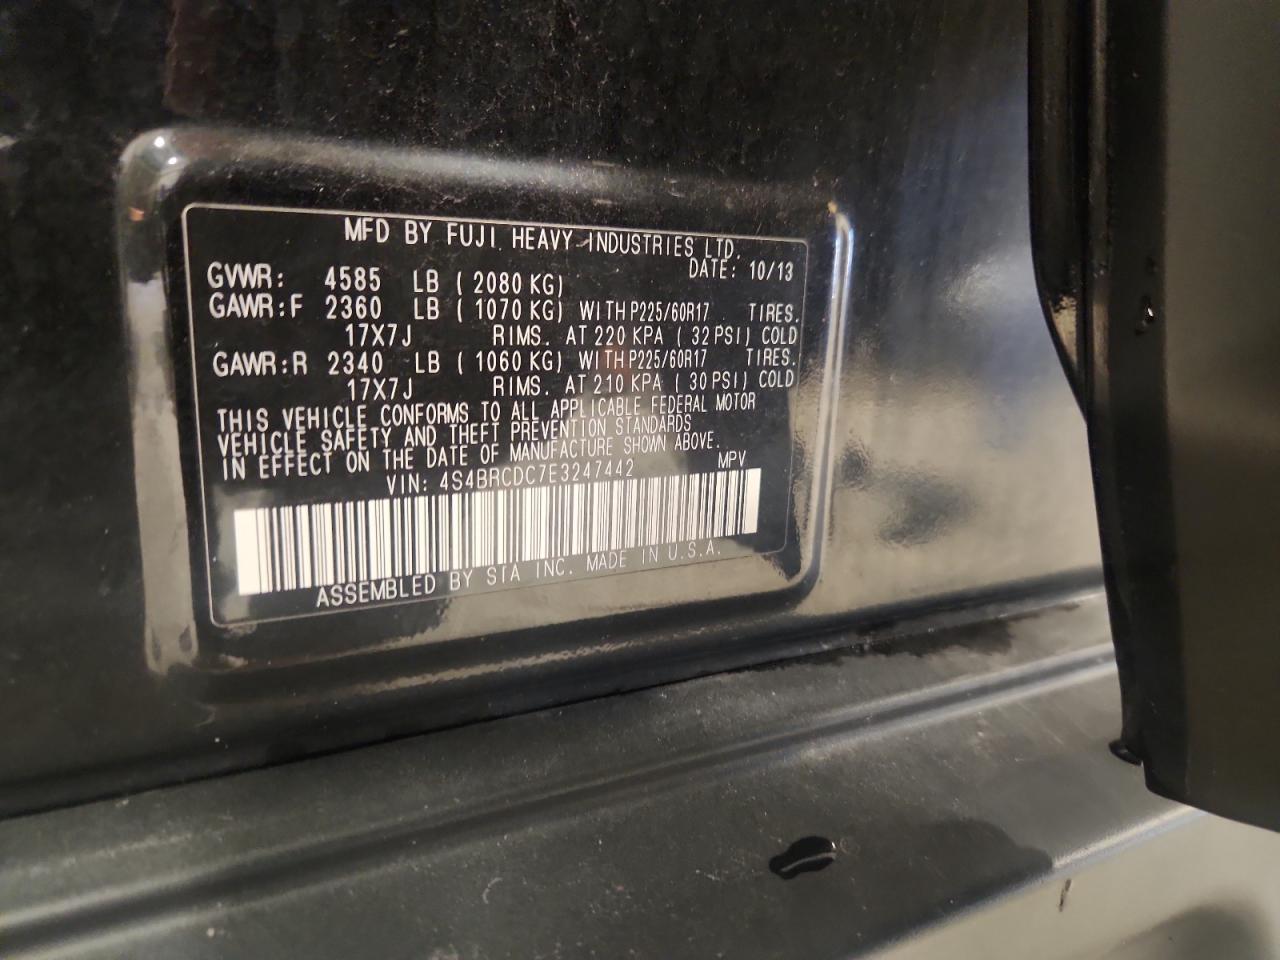 MFD BY FUJI HEAVY INDUSTRIES LTD.
DATE: 10/13
GVWR: 4585 LB ( 2080 KG)
GAWR:F 2360 LB ( 1070 KG) WITH P225/60R17 TIRES.
17X7J RIMS. AT 220 KPA ( 32 PSI) COLD
GAWR:R 2340 LB ( 1060 KG) WITH P225/60R17 TIRES.
17X7J RIMS. AT 210 KPA ( 30 PSI) COLD
THIS VEHICLE CONFORMS TO ALL APPLICABLE FEDERAL MOTOR
VEHICLE SAFETY AND THEFT PREVENTION STANDARDS
IN EFFECT ON THE DATE OF MANUFACTURE SHOWN ABOVE.
VIN: 4S4BRCDC7E3247442 MPV
ASSEMBLED BY STA INC. MADE IN U.S.A.